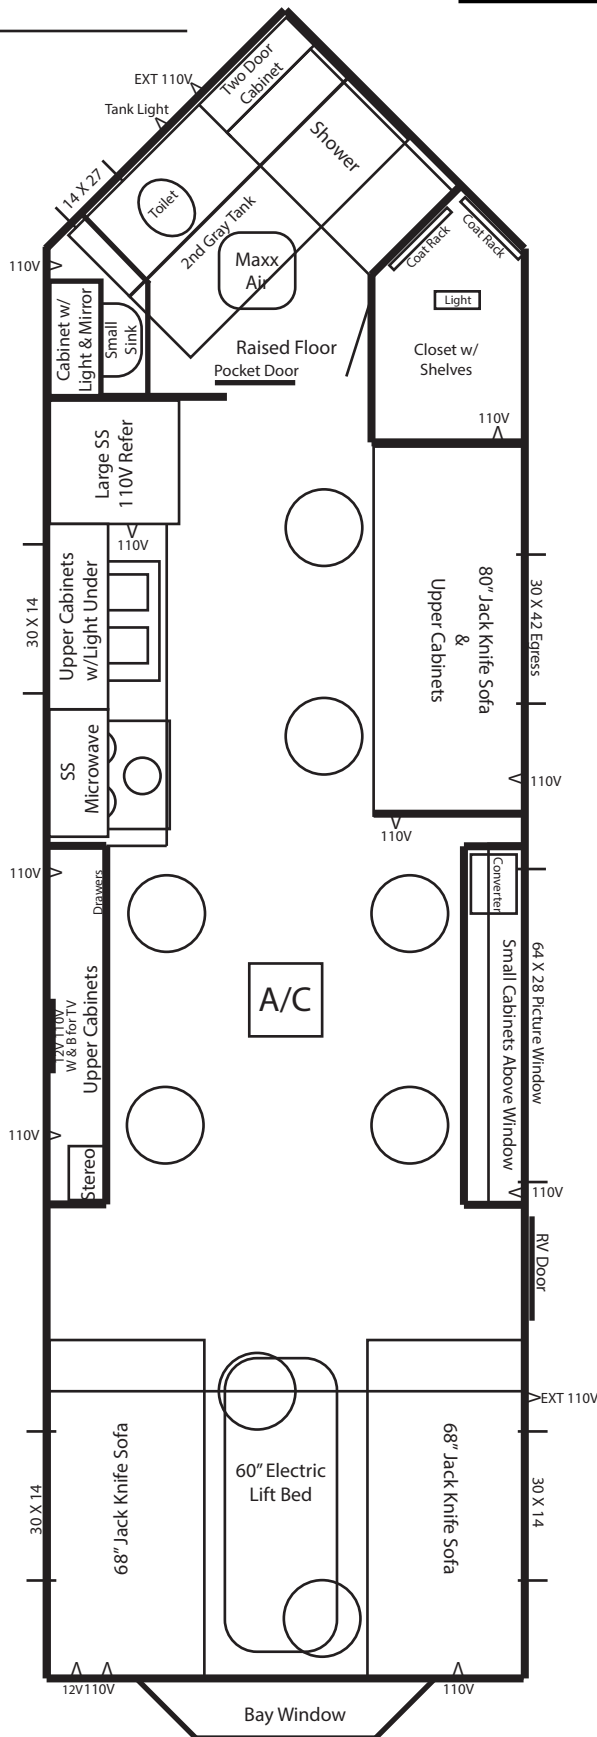 Two Door
Cabinet
EXT 110V
Tank Light
Shower
14 X 27
Toilet
2nd Gray Tank
Coat Rack
Coat Rack
Maxx
Air
110V
Light
Cabinet w/
Light & Mirror
Small
Sink
Raised Floor
Closet w/
Shelves
Pocket Door
110V
Large SS
110V Refer
110V
30 X 14
Upper Cabinets
w/Light Under
80" Jack Knife Sofa
&
Upper Cabinets
30 X 42 Egress
SS
Microwave
110V
110V
110V
Drawers
Converter
12V 110V
W & B for TV
Upper Cabinets
A/C
Small Cabinets Above Window
64 X 28 Picture Window
110V
Stereo
110V
RV Door
EXT 110V
30 X 14
68" Jack Knife Sofa
60" Electric
Lift Bed
68" Jack Knife Sofa
30 X 14
12V 110V
110V
Bay Window